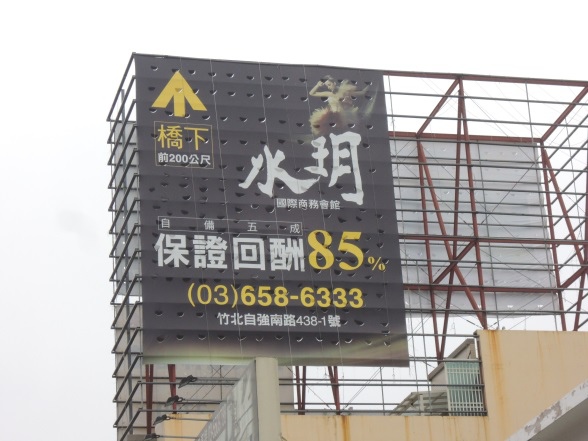 橋下
前200公尺
水玥
國際商務會館
自備五成
保證回酬85%
(03)658-6333
竹北自強南路438-1號